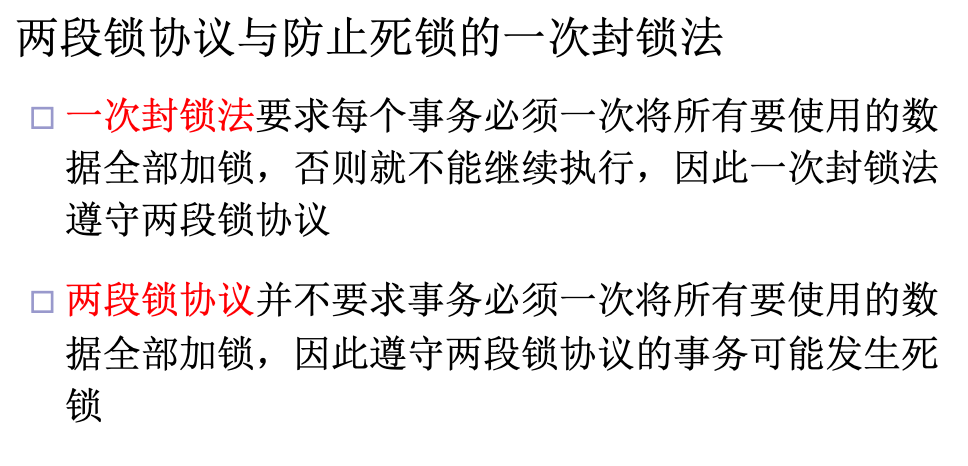 两段锁协议与防止死锁的一次封锁法
一次封锁法要求每个事务必须一次将所有要使用的数
据全部加锁，否则就不能继续执行，因此一次封锁法
遵守两段锁协议
两段锁协议并不要求事务必须一次将所有要使用的数
据全部加锁，因此遵守两段锁协议的事务可能发生死
锁